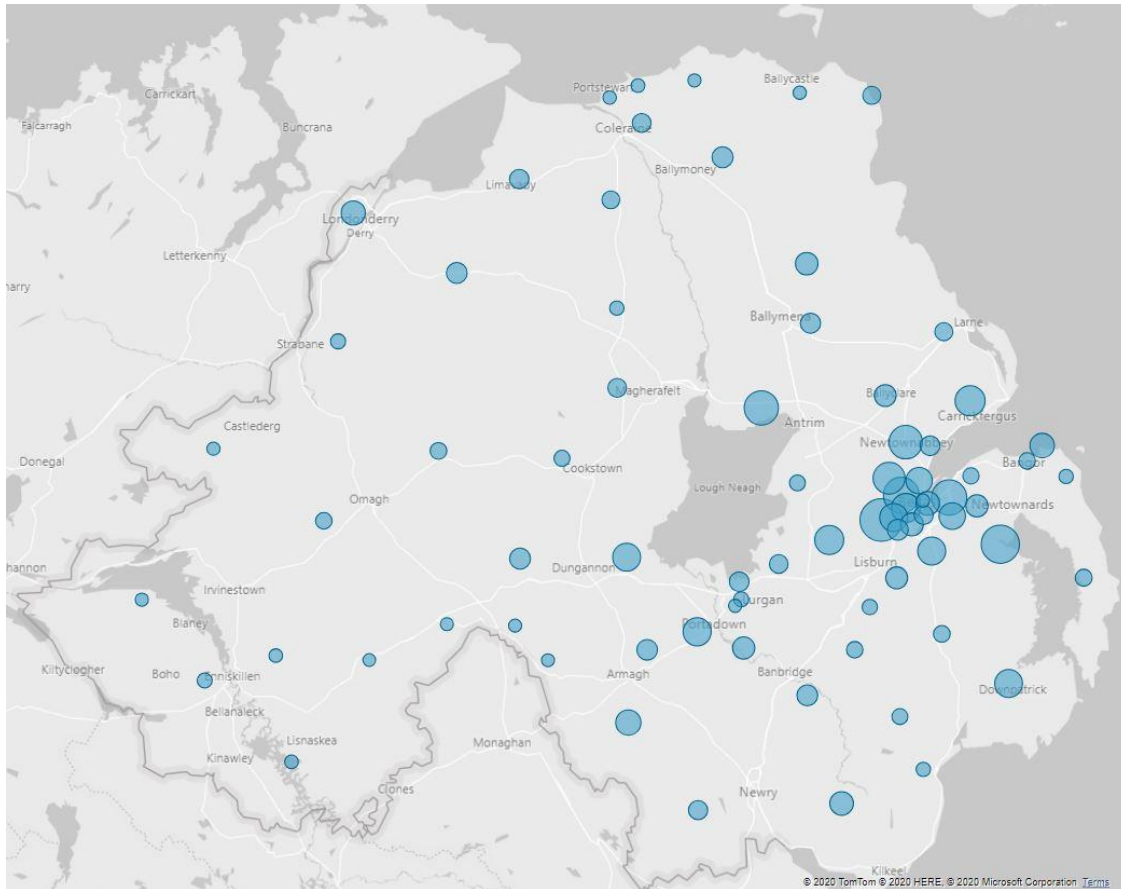 Carrickart
Falcarragh
Buncrana
Portstewart
Ballycastle
Coleraine
Ballymoney
Limavady
Londonderry
Derry
Letterkenny
Strabane
Ballymena
Larne
Magherafelt
Ballyclare
Carrickfergus
Antrim
Newtownabbey
Castlederg
Donegal
Cookstown
Bangor
Lough Neagh
Omagh
Newtownards
Dungannon
Lisburn
Irvinestown
Blaney
Portadown
Kiltyclogher
Boho
Enniskillen
Armagh
Banbridge
Downpatrick
Bellanaleck
Lisnaskea
Kinawley
Monaghan
Clones
Newry
Kilkeel
© 2020 TomTom © 2020 HERE, © 2020 Microsoft Corporation Terms